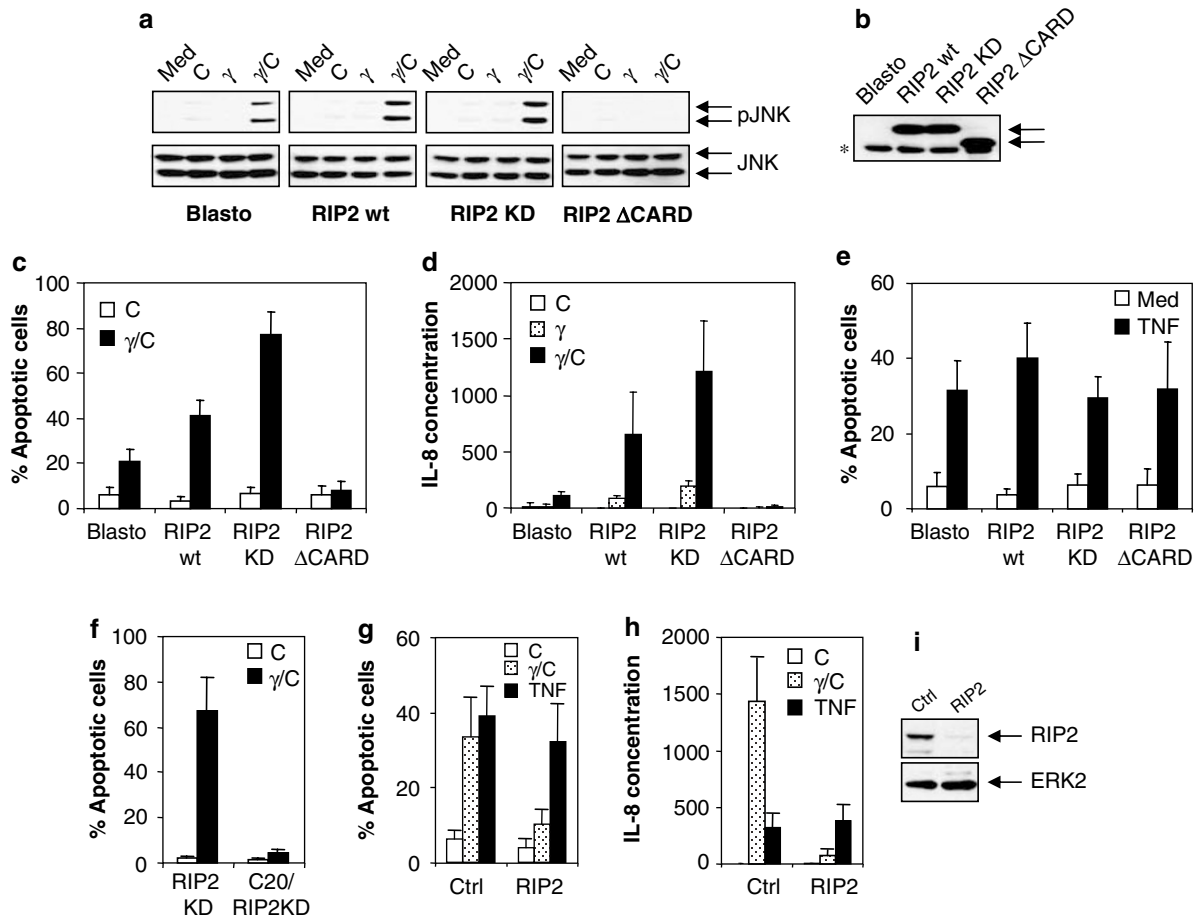 a
Med C γ γ/C Med C γ γ/C Med C γ γ/C Med C γ γ/C
pJNK
JNK
Blasto RIP2 wt RIP2 KD RIP2 ΔCARD
b
Blasto RIP2 wt RIP2 KD RIP2 ΔCARD
*
c
% Apoptotic cells
100
80
60
40
20
0
C
γ/C
Blasto RIP2 wt RIP2 KD RIP2 ΔCARD
d
IL-8 concentration
2000
1500
1000
500
0
C
γ
γ/C
Blasto RIP2 wt RIP2 KD RIP2 ΔCARD
e
% Apoptotic cells
60
40
20
0
Med
TNF
Blasto RIP2 wt RIP2 KD RIP2 ΔCARD
f
% Apoptotic cells
100
80
60
40
20
0
C
γ/C
RIP2 KD C20/RIP2KD
g
% Apoptotic cells
60
40
20
0
C
γ/C
TNF
Ctrl RIP2
h
IL-8 concentration
2000
1500
1000
500
0
C
γ/C
TNF
Ctrl RIP2
i
Ctrl RIP2
RIP2
ERK2